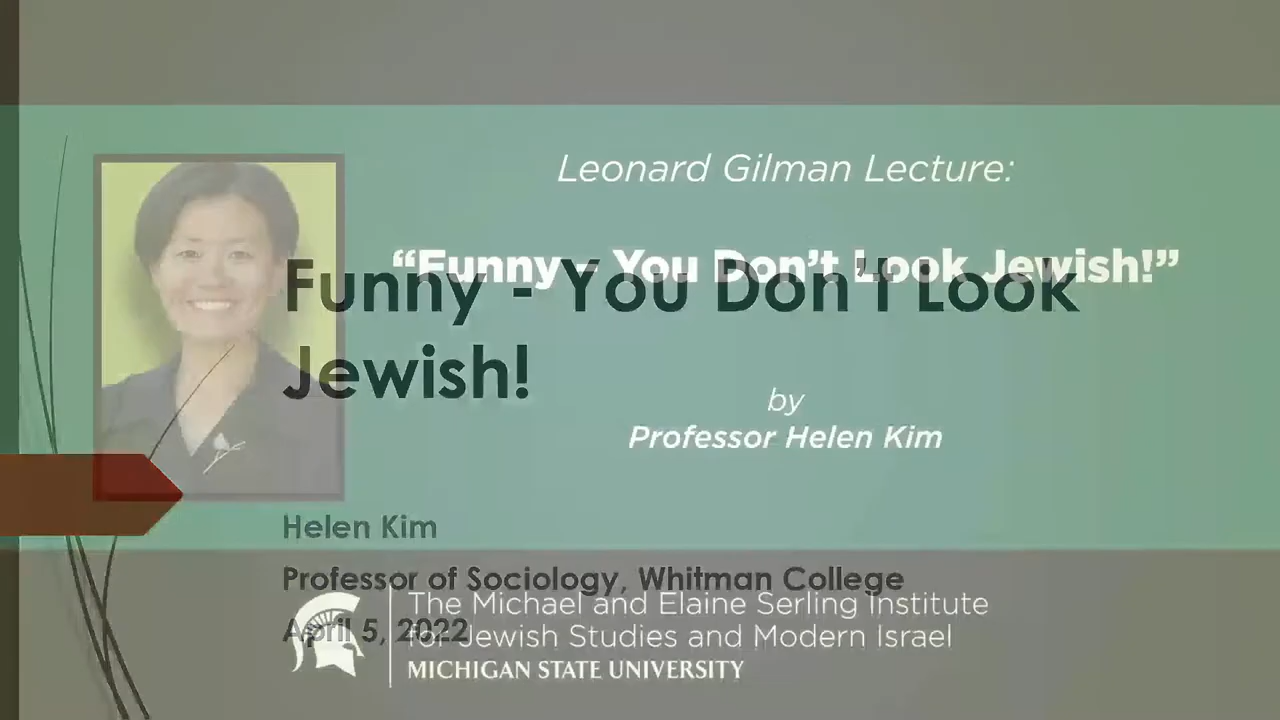 Leonard Gilman Lecture:
“Funny - You Don’t Look Jewish!”
by
Professor Helen Kim
Funny - You Don't Look
Jewish!
Helen Kim
Professor of Sociology, Whitman College
April 5, 2022
The Michael and Elaine Serling Institute
for Jewish Studies and Modern Israel
MICHIGAN STATE UNIVERSITY